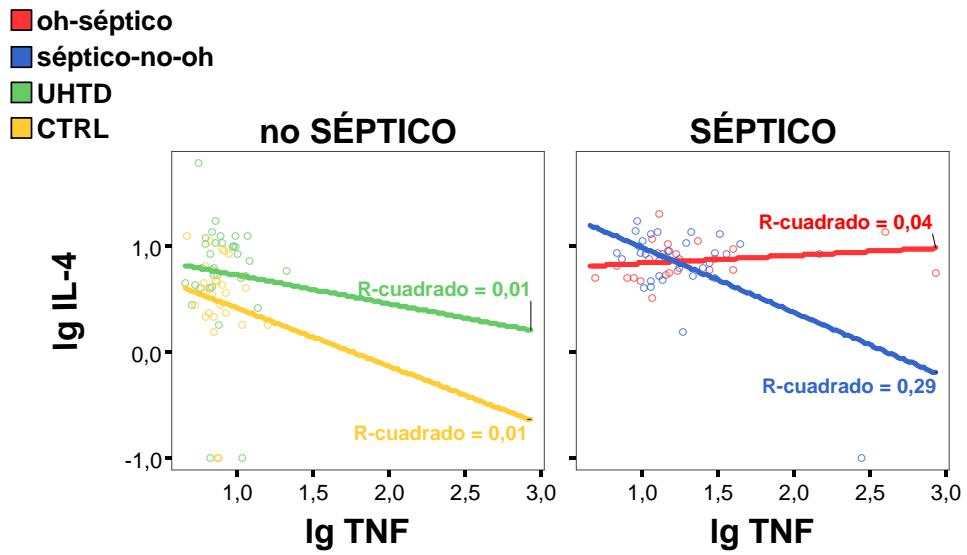 oh-séptico
séptico-no-oh
UHTD
CTRL
no SÉPTICO
SÉPTICO
lg IL-4
1,0
0,0
-1,0
R-cuadrado = 0,01
R-cuadrado = 0,01
R-cuadrado = 0,04
R-cuadrado = 0,29
1,0 1,5 2,0 2,5 3,0
1,0 1,5 2,0 2,5 3,0
lg TNF
lg TNF